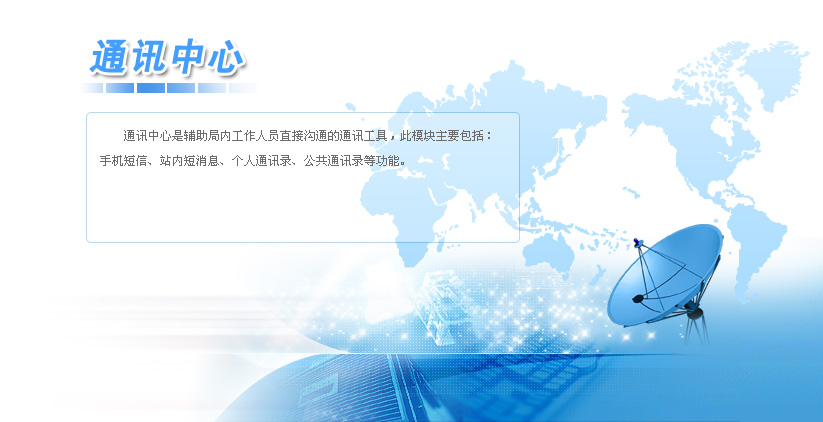 通讯中心
通讯中心是辅助局内工作人员直接沟通的通讯工具，此模块主要包括：
手机短信、站内短消息、个人通讯录、公共通讯录等功能。